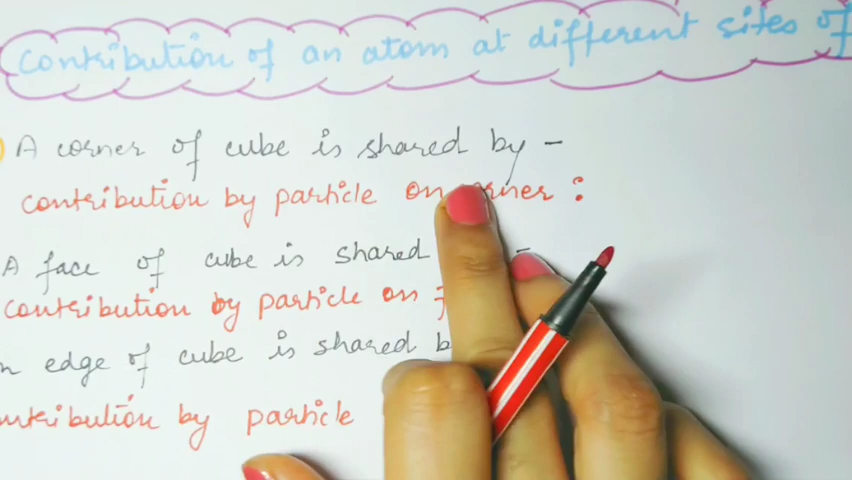 Contribution of an atom at different sites of
A corner of cube is shared by -
contribution by particle on corner :
A face of cube is shared -
contribution by particle on
edge of cube is shared
by particle